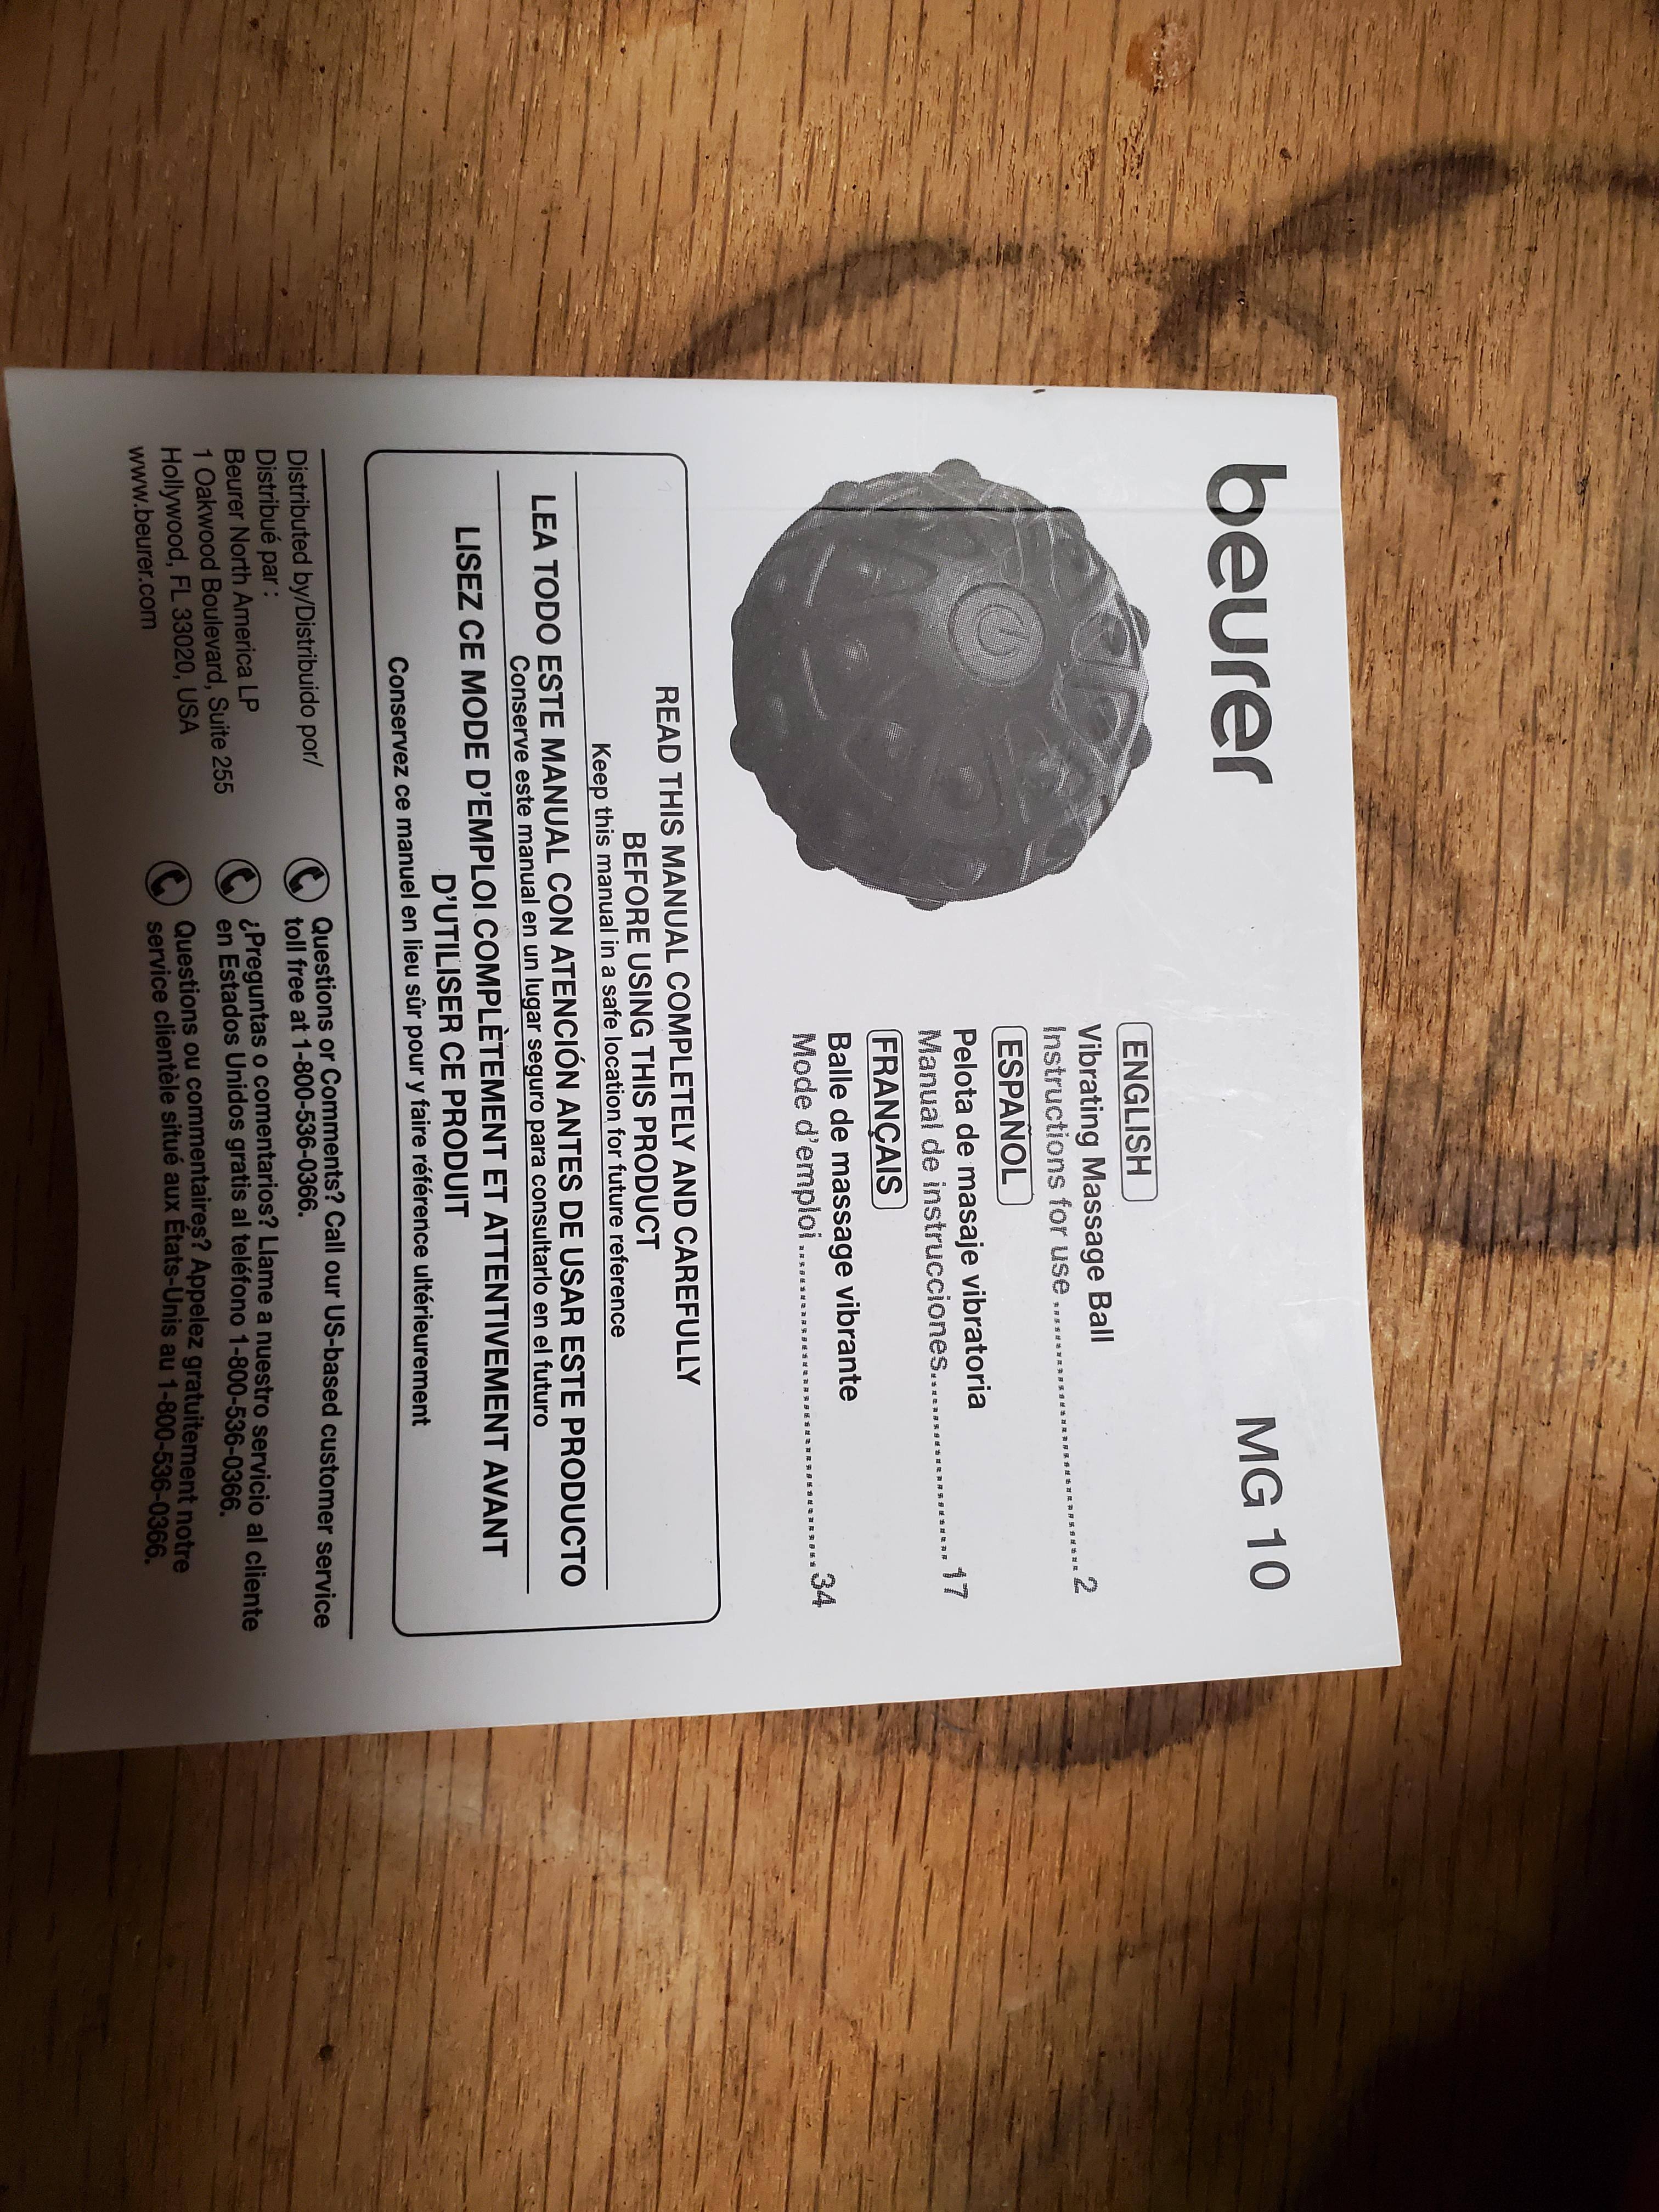 beurer
MG 10
ENGLISH
Vibrating Massage Ball
Instructions for use .................................... 2
ESPAÑOL
Pelota de masaje vibratoria
Manual de instrucciones........................ 17
FRANÇAIS
Balle de massage vibrante
Mode d'emploi ........................................ 34
READ THIS MANUAL COMPLETELY AND CAREFULLY
BEFORE USING THIS PRODUCT
Keep this manual in a safe location for future reference
LEA TODO ESTE MANUAL CON ATENCIÓN ANTES DE USAR ESTE PRODUCTO
Conserve este manual en un lugar seguro para consultarlo en el futuro
LISEZ CE MODE D'EMPLOI COMPLÈTEMENT ET ATTENTIVEMENT AVANT
D'UTILISER CE PRODUIT
Conservez ce manuel en lieu sûr pour y faire référence ultérieurement
Distributed by/Distribuido por/
Distribué par :
Beurer North America LP
1 Oakwood Boulevard, Suite 255
Hollywood, FL 33020, USA
www.beurer.com
Questions or Comments? Call our US-based customer service
toll free at 1-800-536-0366.
¿Preguntas o comentarios? Llame a nuestro servicio al cliente
en Estados Unidos gratis al teléfono 1-800-536-0366.
Questions ou commentaires? Appelez gratuitement notre
service clientèle situé aux États-Unis au 1-800-536-0366.